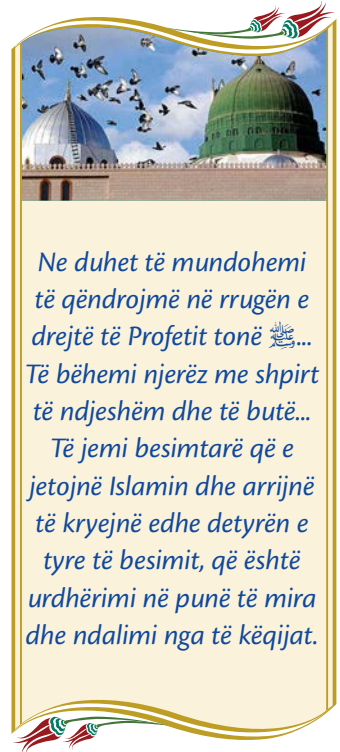 Ne duhet të mundohemi
të qëndrojmë në rrugën e
drejtë të Profetit tonë ﷺ...
Të bëhemi njerëz me shpirt
të ndjeshëm dhe të butë...
Të jemi besimtarë që e
jetojnë Islamin dhe arrijnë
të kryejnë edhe detyrën e
tyre të besimit, që është
urdhërimi në punë të mira
dhe ndalimi nga të këqijat.